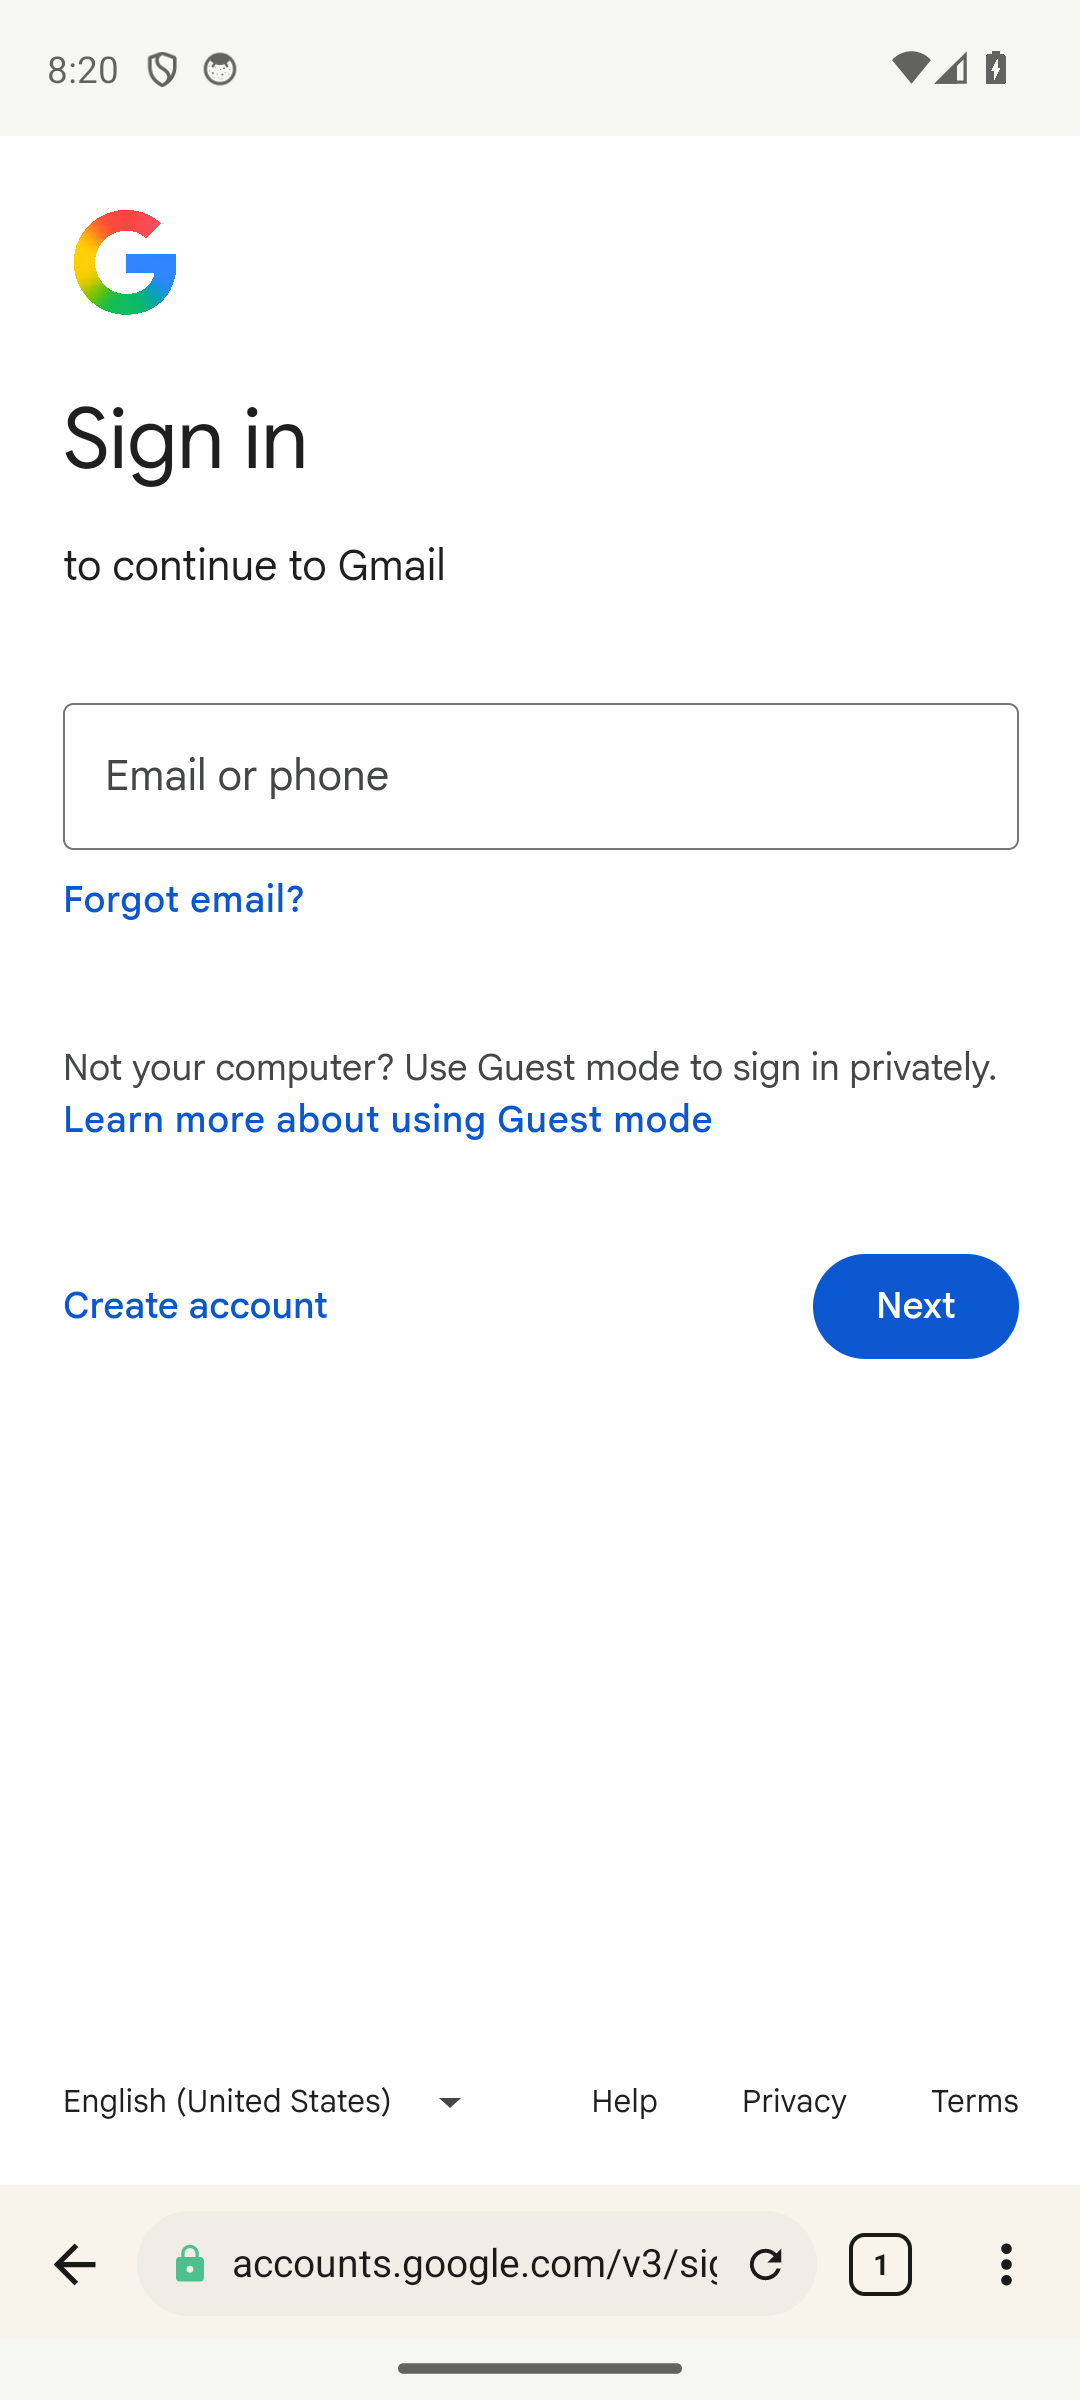 8:20
Sign in
to continue to Gmail
Email or phone
Forgot email?
Not your computer? Use Guest mode to sign in privately.
Learn more about using Guest mode
Create account
Next
English (United States)
Help
Privacy
Terms
accounts.google.com/v3/sig
1